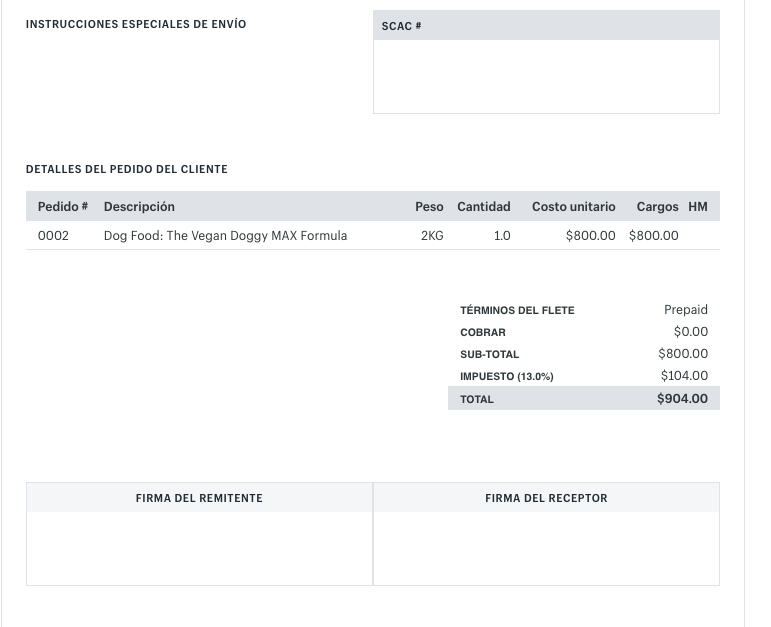 INSTRUCCIONES ESPECIALES DE ENVÍO
SCAC #
DETALLES DEL PEDIDO DEL CLIENTE
Pedido # Descripción Peso Cantidad Costo unitario Cargos HM
0002 Dog Food: The Vegan Doggy MAX Formula 2KG 1.0 $800.00 $800.00
TÉRMINOS DEL FLETE Prepaid
COBRAR $0.00
SUB-TOTAL $800.00
IMPUESTO (13.0%) $104.00
TOTAL $904.00
FIRMA DEL REMITENTE FIRMA DEL RECEPTOR